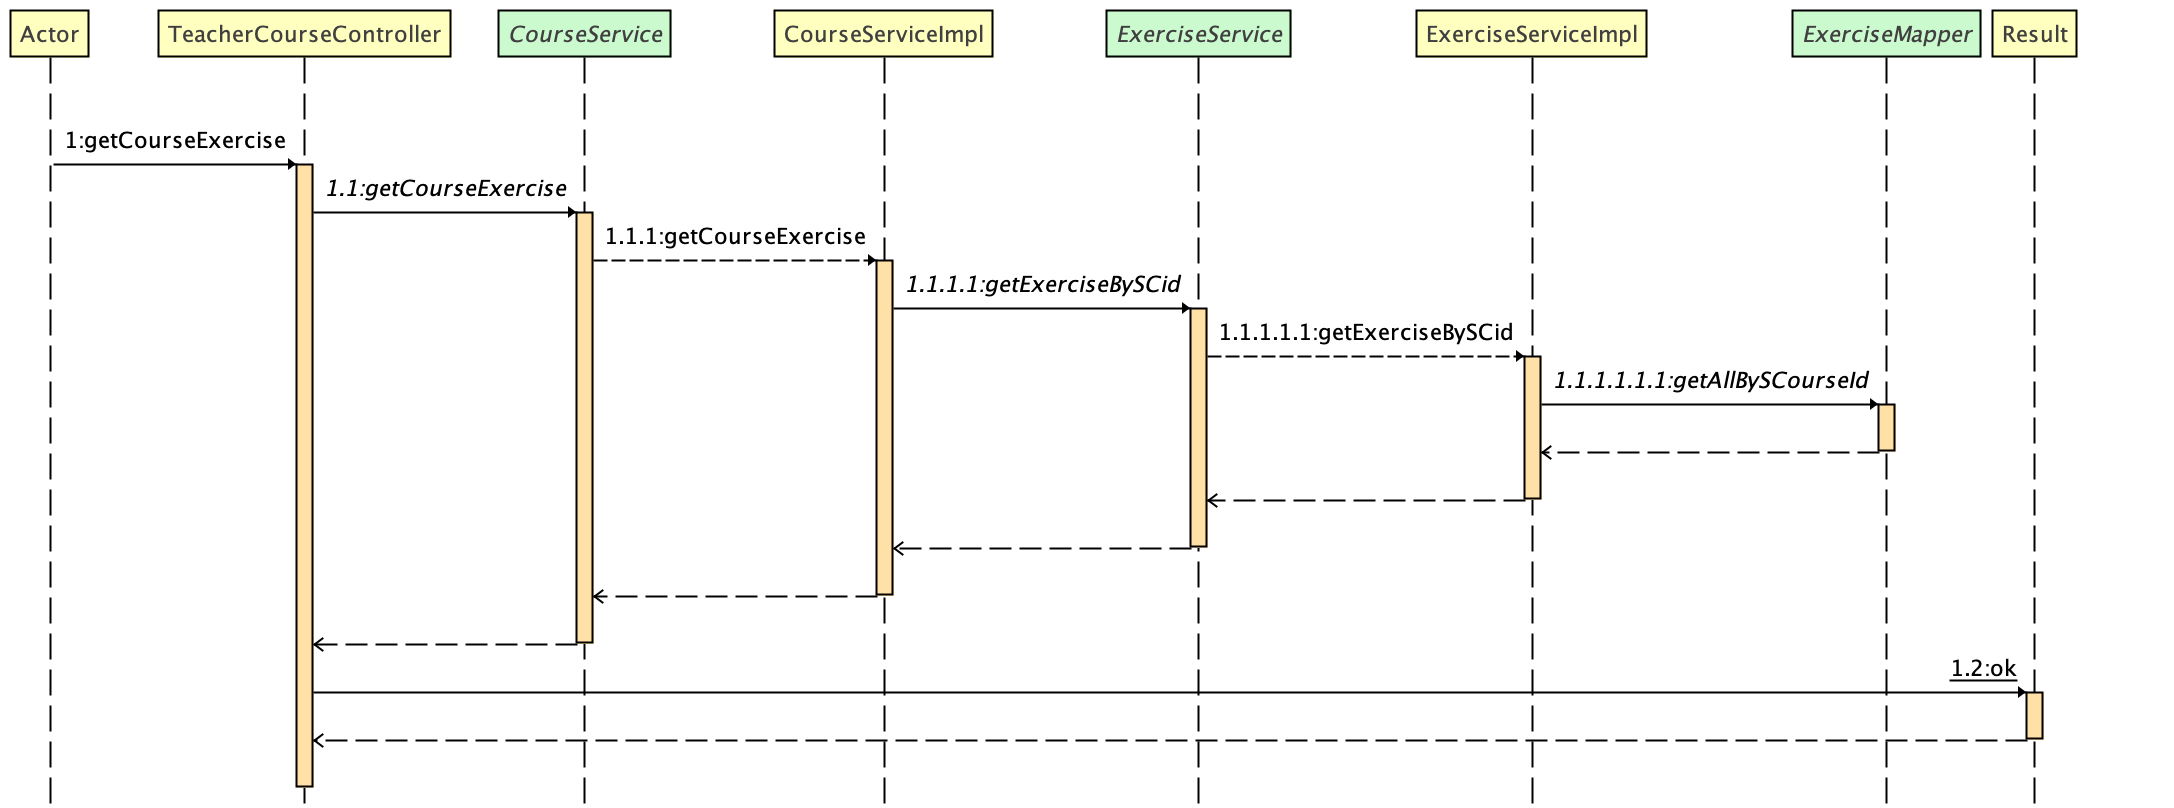 Actor
TeacherCourseController
CourseService
CourseServiceImpl
ExerciseService
ExerciseServiceImpl
ExerciseMapper
Result
1:getCourseExercise
1.1:getCourseExercise
1.1.1:getCourseExercise
1.1.1.1:getExerciseBySCid
1.1.1.1.1:getExerciseBySCid
1.1.1.1.1.1:getAllBySCourseId
1.2:ok